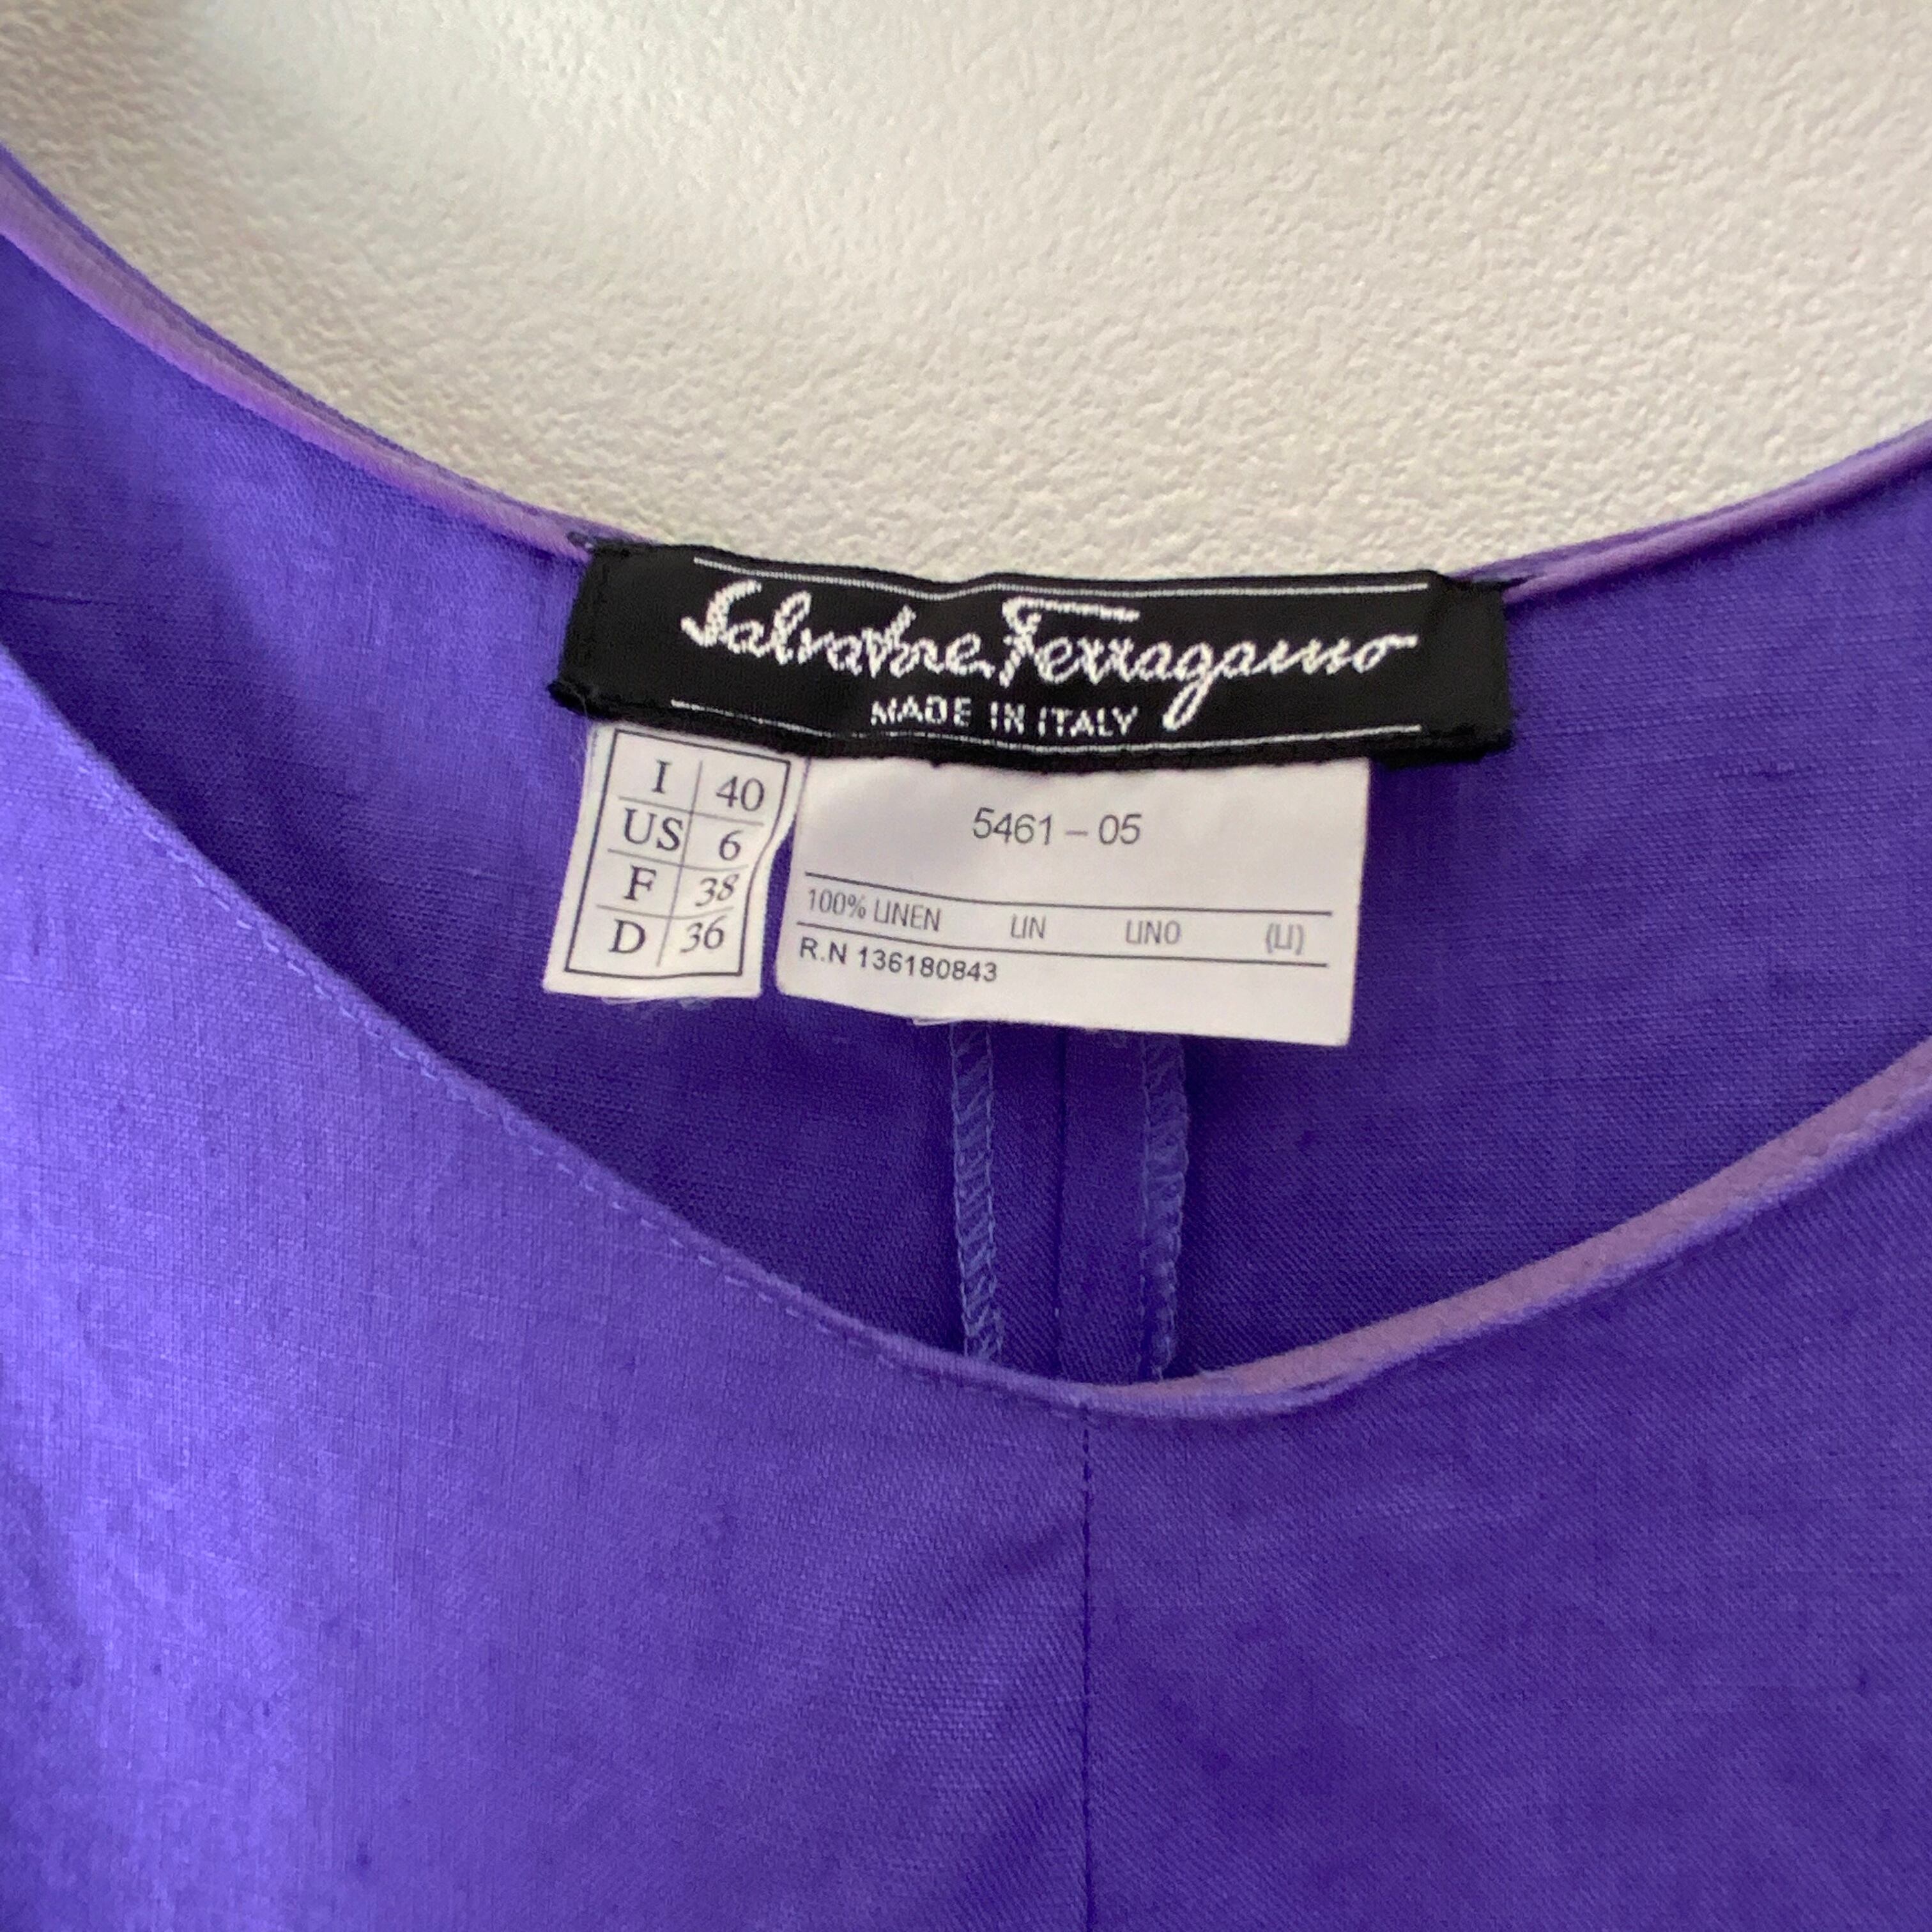 Salvatore Ferragamo
MADE IN ITALY
I 40
US 6
F 38
D 36
5461 – 05
100% LINEN LIN LINO (LI)
R.N 136180843